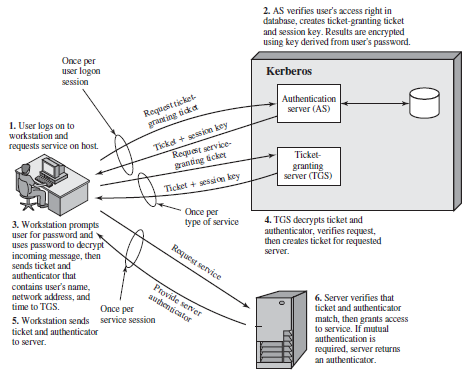 2. AS verifies user's access right in
database, creates ticket-granting ticket
and session key. Results are encrypted
using key derived from user's password.
Once per
user logon
session
Kerberos
Request ticket-
granting ticket
Authentication
server (AS)
1. User logs on to
workstation and
requests service on host.
Ticket + session key
Request service-
granting ticket
Ticket-
granting
server (TGS)
Ticket + session key
Once per
type of service
3. Workstation prompts
user for password and
uses password to decrypt
incoming message, then
sends ticket and
authenticator that
contains user's name,
network address, and
time to TGS.
4. TGS decrypts ticket and
authenticator, verifies request,
then creates ticket for requested
server.
Request service
Provide server
authenticator
5. Workstation sends
ticket and authenticator
to server.
Once per
service session
6. Server verifies that
ticket and authenticator
match, then grants access
to service. If mutual
authentication is
required, server returns
an authenticator.